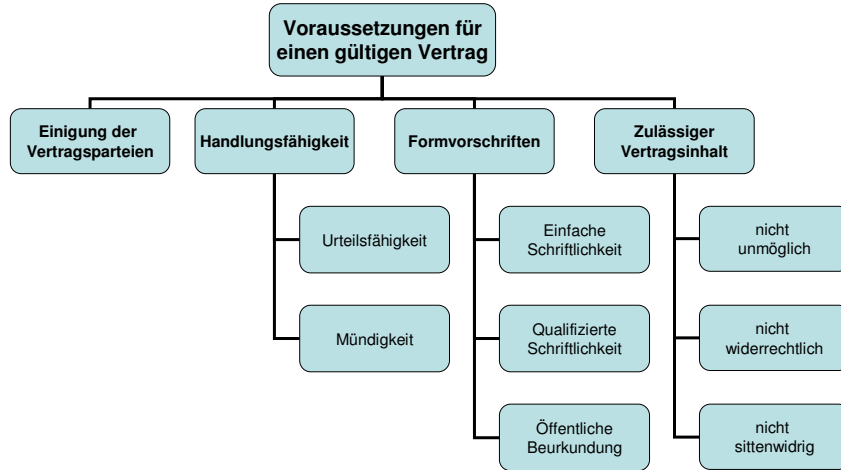 Voraussetzungen für
einen gültigen Vertrag
Einigung der
Vertragsparteien
Handlungsfähigkeit
Formvorschriften
Zulässiger
Vertragsinhalt
Urteilsfähigkeit
Einfache
Schriftlichkeit
nicht
unmöglich
Mündigkeit
Qualifizierte
Schriftlichkeit
nicht
widerrechtlich
Öffentliche
Beurkundung
nicht
sittenwidrig